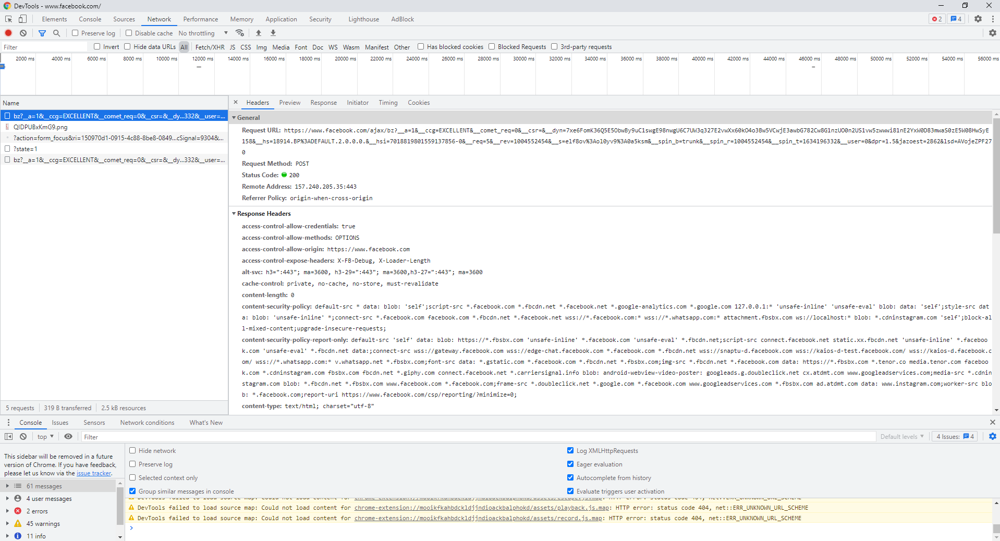 DevTools - www.facebook.com/
Elements Console Sources Network Performance Memory Application Security Lighthouse AdBlock 2 4
Preserve log Disable cache No throttling
Filter Invert Hide data URLs All Fetch/XHR JS CSS Img Media Font Doc WS Wasm Manifest Other Has blocked cookies Blocked Requests 3rd-party requests
2000 ms 4000 ms 6000 ms 8000 ms 10000 ms 12000 ms 14000 ms 16000 ms 18000 ms 20000 ms 22000 ms 24000 ms 26000 ms 28000 ms 30000 ms 32000 ms 34000 ms 36000 ms 38000 ms 40000 ms 42000 ms 44000 ms 46000 ms 48000 ms 50000 ms 52000 ms 54000 ms 56000 ms
Name
bz?__a=1&__ccg=EXCELLENT&__comet_req=0&__csr=&__dy...332&__user=...
QIDPUBxKmG9.png
?action=form_focus&ri=150970d1-0915-4c88-8be8-0849...cSignal=9304&...
?state=1
bz?__a=1&__ccg=EXCELLENT&__comet_req=0&__csr=&__dy...332&__user=...
5 requests 319 B transferred 2.5 kB resources
Headers Preview Response Initiator Timing Cookies
General
Request URL: https://www.facebook.com/ajax/bz?__a=1&__ccg=EXCELLENT&__comet_req=0&__csr=&__dyn=7xe6FomK36Q5E5ObwBy9uC1swgE98nwgU6C7UW3q327E2vwXx60kO4o3Bw5VCwjE3awbG782Cw8G1nzUO0n2US1vw5zwwwi81nE2YxW0D83mwaS0zE5W08HwSyE
158&__hs=18914.BP%3ADEFAULT.2.0.0.0.&__hsi=7018819801559137856-0&__req=5&__rev=1004552454&__s=elf8ov%3Aol0yv9%3A0a5ksm&__spin_b=trunk&__spin_r=1004552454&__spin_t=1634196332&__user=0&dpr=1.5&jazoest=2862&lsd=AVojeZPF27
0
Request Method: POST
Status Code: 200
Remote Address: 157.240.205.35:443
Referrer Policy: origin-when-cross-origin
Response Headers
access-control-allow-credentials: true
access-control-allow-methods: OPTIONS
access-control-allow-origin: https://www.facebook.com
access-control-expose-headers: X-FB-Debug, X-Loader-Length
alt-svc: h3=":443"; ma=3600, h3-29=":443"; ma=3600,h3-27=":443"; ma=3600
cache-control: private, no-cache, no-store, must-revalidate
content-length: 0
content-security-policy: default-src * data: blob: 'self';script-src *.facebook.com *.fbcdn.net *.facebook.net *.google-analytics.com *.google.com 127.0.0.1:* 'unsafe-inline' 'unsafe-eval' blob: data: 'self';style-src dat
a: blob: 'unsafe-inline' *;connect-src *.facebook.com facebook.com *.fbcdn.net *.facebook.net wss://*.facebook.com:* wss://*.whatsapp.com:* attachment.fbsbx.com ws://localhost:* blob: *.cdninstagram.com 'self';block-al
l-mixed-content;upgrade-insecure-requests;
content-security-policy-report-only: default-src 'self' data: blob: https://*.fbsbx.com 'unsafe-inline' *.facebook.com 'unsafe-eval' *.fbcdn.net;script-src connect.facebook.net static.xx.fbcdn.net 'unsafe-inline' *.faceboo
k.com 'unsafe-eval' *.fbcdn.net data:;connect-src wss://gateway.facebook.com wss://edge-chat.facebook.com *.facebook.com *.fbcdn.net wss://snaptu-d.facebook.com wss://kaios-d-test.facebook.com/ wss://kaios-d.facebook.c
om/ wss://*.whatsapp.com:* v.whatsapp.net *.fbsbx.com;font-src data: *.gstatic.com *.facebook.com *.fbcdn.net *.fbsbx.com;img-src *.fbcdn.net *.facebook.com data: https://*.fbsbx.com *.tenor.co media.tenor.com faceboo
k.com *.cdninstagram.com fbsbx.com fbcdn.net *.giphy.com connect.facebook.net *.carriersignal.info blob: android-webview-video-poster: googleads.g.doubleclick.net cx.atdmt.com www.googleadservices.com;media-src *.cdnin
stagram.com blob: *.fbcdn.net *.fbsbx.com www.facebook.com *.facebook.com;frame-src *.doubleclick.net *.google.com *.facebook.com www.googleadservices.com *.fbsbx.com ad.atdmt.com data: www.instagram.com;worker-src blo
b: *.facebook.com;report-uri https://www.facebook.com/csp/reporting/?minimize=0;
content-type: text/html; charset="utf-8"
Console Issues Sensors Network conditions What's New
top Filter Default levels 4 Issues: 4
This sidebar will be removed in a future
version of Chrome. If you have feedback,
please let us know via the issue tracker.
61 messages
4 user messages
2 errors
45 warnings
11 info
Hide network Log XMLHttpRequests
Preserve log Eager evaluation
Selected context only Autocomplete from history
Group similar messages in console Evaluate triggers user activation
DevTools failed to load source map: Could not load content for chrome-extension://mooikfkahbdckldjjndioackbalphokd/assets/playback.js.map: HTTP error: status code 404, net::ERR_UNKNOWN_URL_SCHEME
DevTools failed to load source map: Could not load content for chrome-extension://mooikfkahbdckldjjndioackbalphokd/assets/record.js.map: HTTP error: status code 404, net::ERR_UNKNOWN_URL_SCHEME